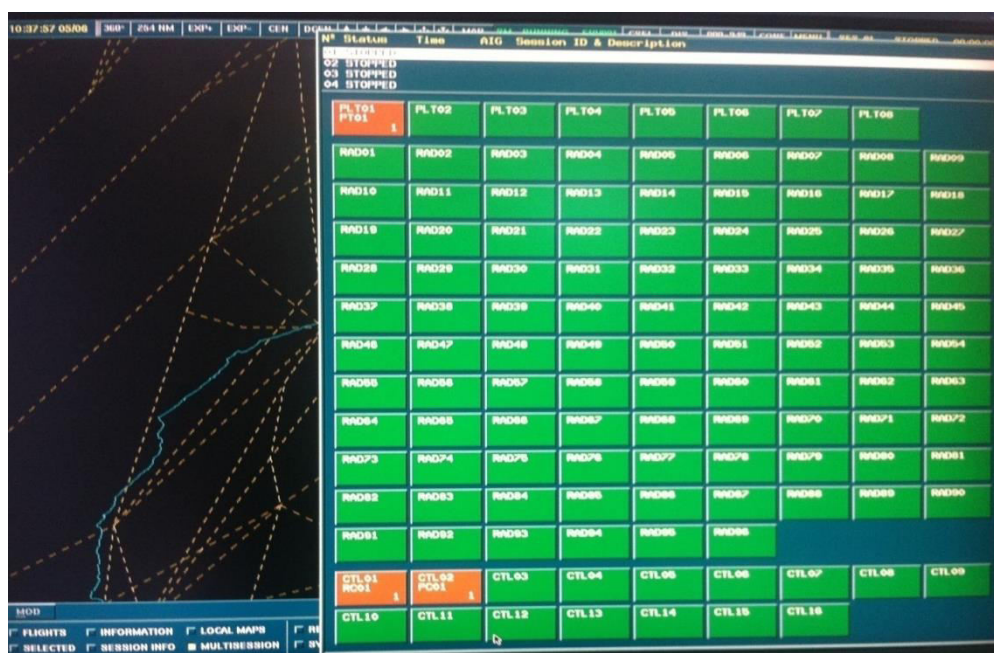 10:37:57 05/06 360° 254 NM EXP+ EXP- CEN
N° Status Time AIG Session ID & Description
01 STOPPED
02 STOPPED
03 STOPPED
04 STOPPED
PLT01 PLT02 PLT03 PLT04 PLT05 PLT06 PLT07 PLT08
PT01
1
RAD01 RAD02 RAD03 RAD04 RAD05 RAD06 RAD07 RAD08 RAD09
RAD10 RAD11 RAD12 RAD13 RAD14 RAD15 RAD16 RAD17 RAD18
RAD19 RAD20 RAD21 RAD22 RAD23 RAD24 RAD25 RAD26 RAD27
RAD28 RAD29 RAD30 RAD31 RAD32 RAD33 RAD34 RAD35 RAD36
RAD37 RAD38 RAD39 RAD40 RAD41 RAD42 RAD43 RAD44 RAD45
RAD46 RAD47 RAD48 RAD49 RAD50 RAD51 RAD52 RAD53 RAD54
RAD55 RAD56 RAD57 RAD58 RAD59 RAD60 RAD61 RAD62 RAD63
RAD64 RAD65 RAD66 RAD67 RAD68 RAD69 RAD70 RAD71 RAD72
RAD73 RAD74 RAD75 RAD76 RAD77 RAD78 RAD79 RAD80 RAD81
RAD82 RAD83 RAD84 RAD85 RAD86 RAD87 RAD88 RAD89 RAD90
RAD91 RAD92 RAD93 RAD94 RAD95 RAD96
CTL01 CTL02 CTL03 CTL04 CTL05 CTL06 CTL07 CTL08 CTL09
RC01 PC01
1 1
CTL10 CTL11 CTL12 CTL13 CTL14 CTL15 CTL16
MOD
FLIGHTS INFORMATION LOCAL MAPS
SELECTED SESSION INFO MULTISESSION